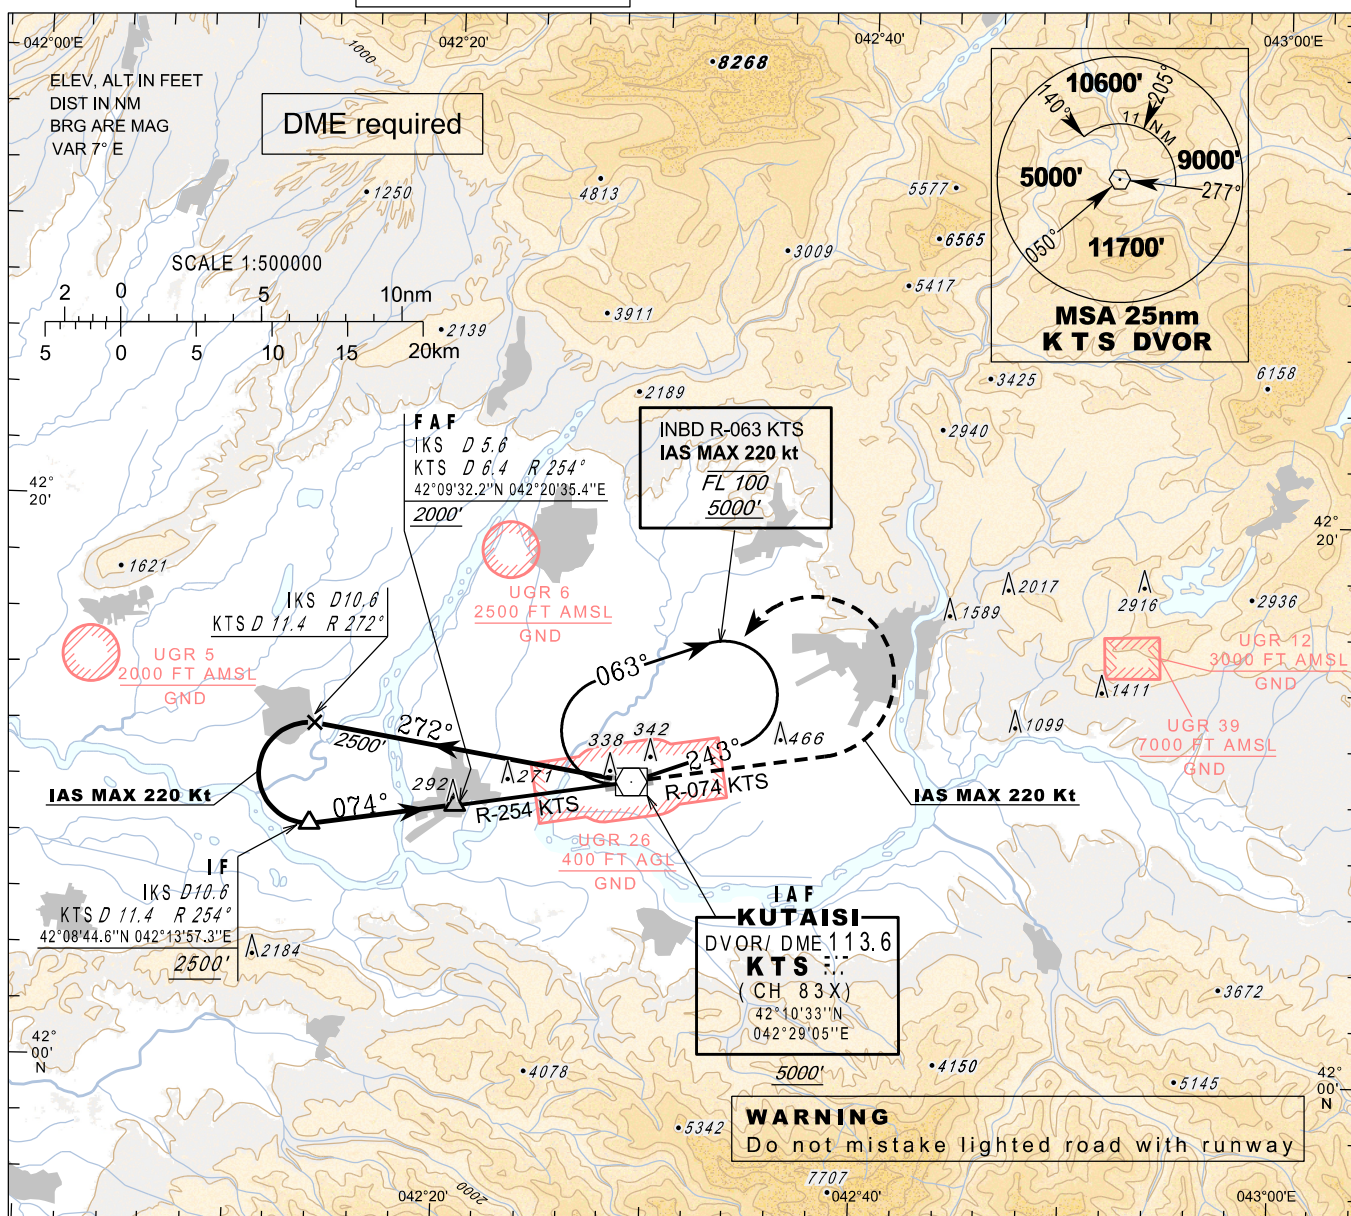 042°00'E
042°20'
042°40'
043°00'E
1000
8268
ELEV, ALT IN FEET
DIST IN NM
BRG ARE MAG
VAR 7° E
DME required
10600'
140°
205°
11 NM
9000'
5000'
277°
050°
11700'
MSA 25nm
KTS DVOR
1250
4813
5577
6565
3009
5417
SCALE 1:500000
2 0 5 10nm
5 0 5 10 15 20km
2139
3911
2189
3425
6158
2940
FAF
IKS D 5.6
KTS D 6.4 R 254°
42°09'32.2"N 042°20'35.4"E
2000'
INBD R-063 KTS
IAS MAX 220 kt
FL 100
5000'
42°
20'
42°
20'
1621
UGR 6
2500 FT AMSL
GND
IKS D10.6
KTS D 11.4 R 272°
UGR 5
2000 FT AMSL
GND
2017
1589
2916
2936
UGR 12
3000 FT AMSL
GND
1411
1099
UGR 39
7000 FT AMSL
GND
063°
272°
2500'
338
342
243°
466
271
292
IAS MAX 220 Kt
074°
R-254 KTS
R-074 KTS
IAS MAX 220 Kt
UGR 26
400 FT AGL
GND
IF
IKS D10.6
KTS D 11.4 R 254°
42°08'44.6"N 042°13'57.3"E
2500'
2184
IAF
KUTAISI
DVOR/ DME 113.6
KTS
(CH 83X)
42°10'33"N
042°29'05"E
5000'
3672
42°
00'
N
4078
4150
5145
42°
00'
N
5342
WARNING
Do not mistake lighted road with runway
7707
2000
042°20'
042°40'
043°00'E